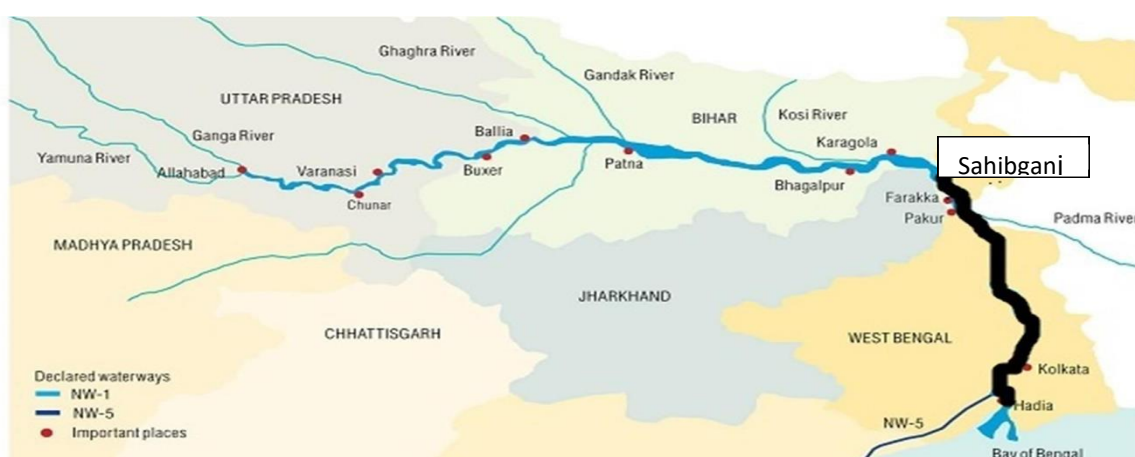 Ghaghra River
Gandak River
UTTAR PRADESH
BIHAR
Kosi River
Ganga River
Ballia
Karagola
Yamuna River
Allahabad
Varanasi
Buxer
Patna
Sahibganj
Bhagalpur
Chunar
Farakka
Pakur
Padma River
MADHYA PRADESH
JHARKHAND
CHHATTISGARH
WEST BENGAL
Kolkata
Declared waterways
NW-1
NW-5
Important places
Hadia
NW-5
Bay of Bengal